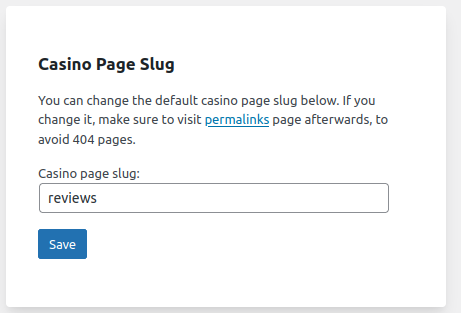 Casino Page Slug
You can change the default casino page slug below. If you
change it, make sure to visit permalinks page afterwards, to
avoid 404 pages.
Casino page slug:
reviews
Save